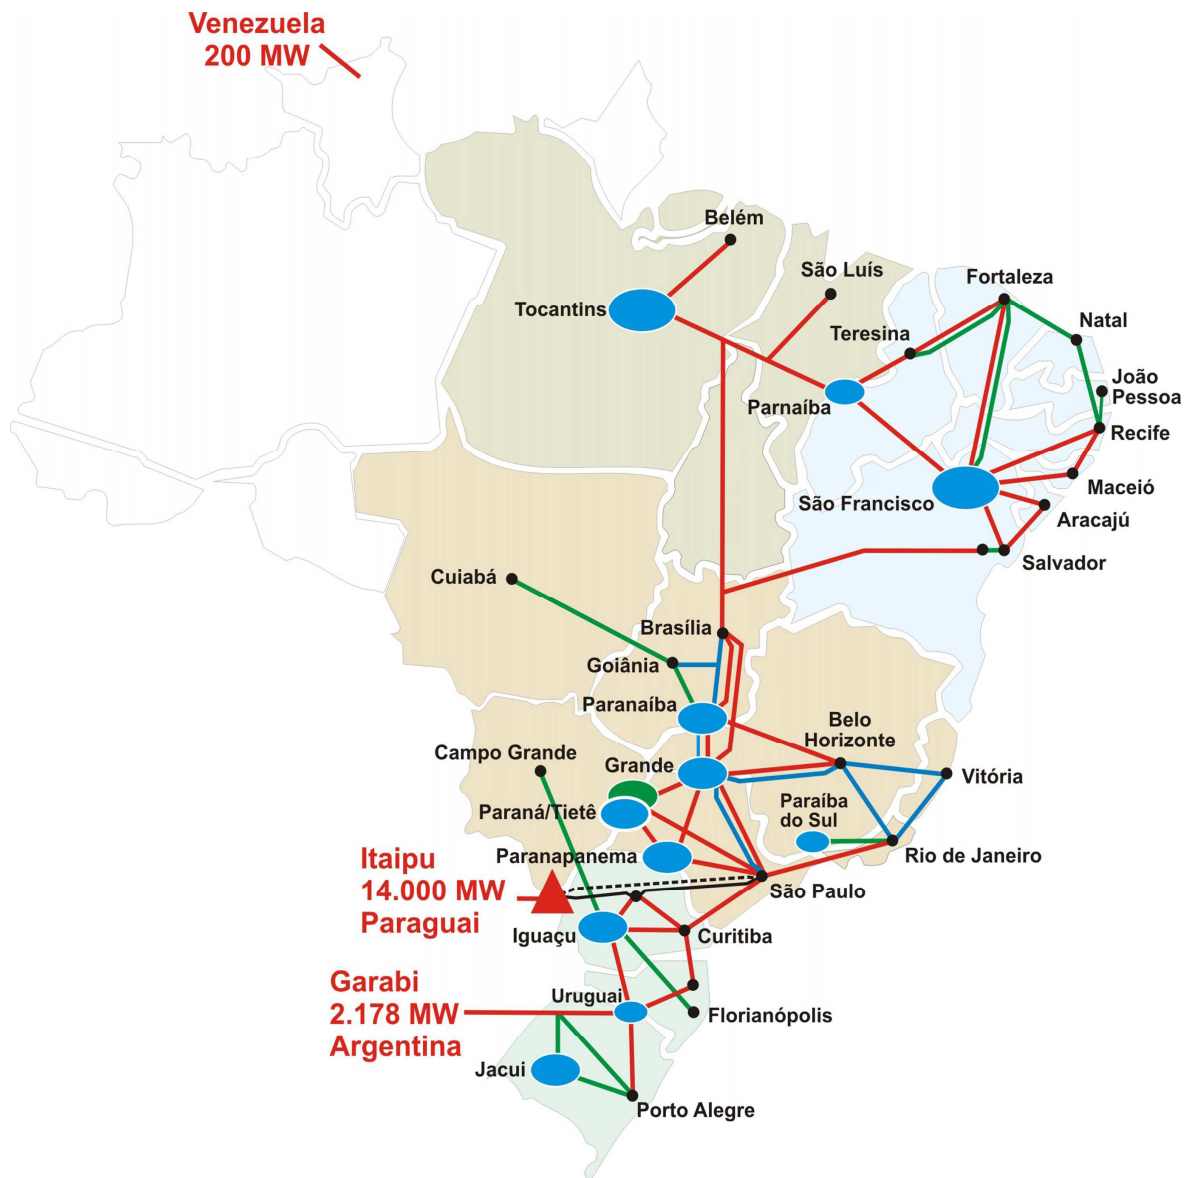 Venezuela
200 MW
Belém
São Luís
Fortaleza
Tocantins
Teresina
Natal
João
Pessoa
Parnaíba
Recife
Maceió
São Francisco
Aracajú
Salvador
Cuiabá
Brasília
Goiânia
Paranaíba
Belo
Horizonte
Campo Grande
Grande
Vitória
Paraíba
do Sul
Paraná/Tietê
Paranapanema
Rio de Janeiro
Itaipu
14.000 MW
Paraguai
São Paulo
Iguaçu
Curitiba
Garabi
2.178 MW
Argentina
Uruguai
Florianópolis
Jacui
Porto Alegre